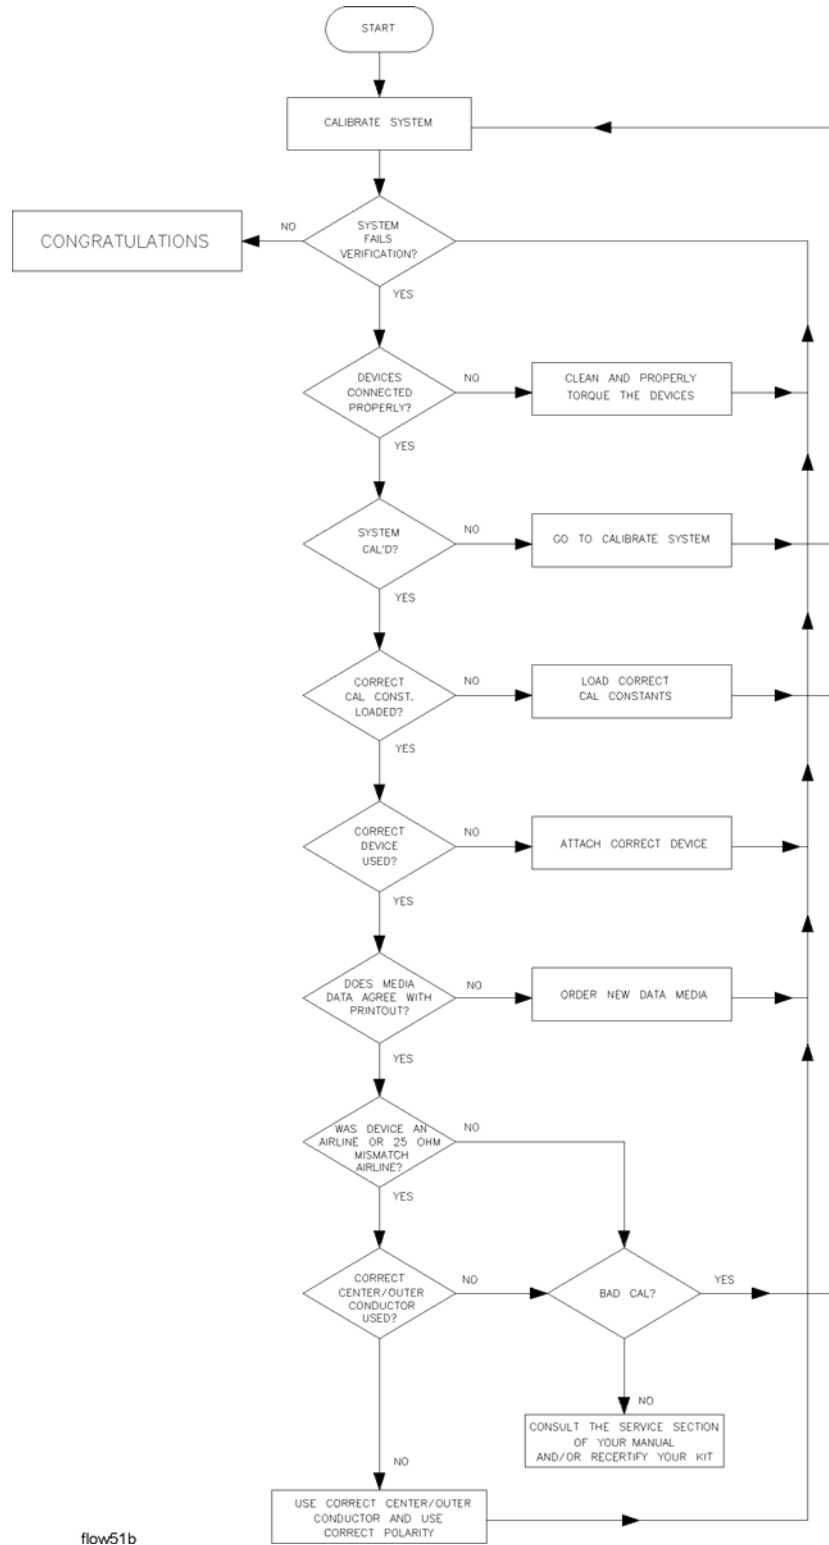 START
CALIBRATE SYSTEM
SYSTEM
FAILS
VERIFICATION?
NO
CONGRATULATIONS
YES
DEVICES
CONNECTED
PROPERLY?
NO
CLEAN AND PROPERLY
TORQUE THE DEVICES
YES
SYSTEM
CAL'D?
NO
GO TO CALIBRATE SYSTEM
YES
CORRECT
CAL CONST.
LOADED?
NO
LOAD CORRECT
CAL CONSTANTS
YES
CORRECT
DEVICE
USED?
NO
ATTACH CORRECT DEVICE
YES
DOES MEDIA
DATA AGREE WITH
PRINTOUT?
NO
ORDER NEW DATA MEDIA
YES
WAS DEVICE AN
AIRLINE OR 25 OHM
MISMATCH
AIRLINE?
NO
YES
CORRECT
CENTER/OUTER
CONDUCTOR
USED?
NO
BAD CAL?
YES
NO
CONSULT THE SERVICE SECTION
OF YOUR MANUAL
AND/OR RECERTIFY YOUR KIT
NO
USE CORRECT CENTER/OUTER
CONDUCTOR AND USE
CORRECT POLARITY
flow51b